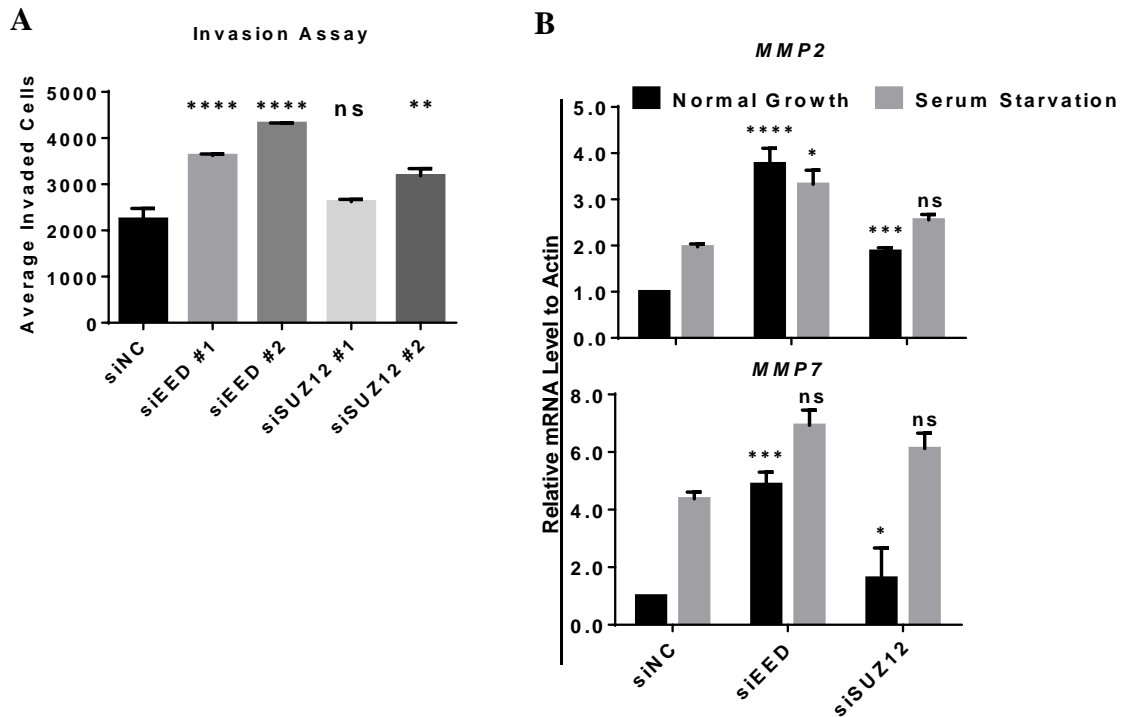 A
Invasion Assay
Average Invaded Cells
5000
4000
3000
2000
1000
0
****
****
ns
**
siNC
siEED #1
siEED #2
siSUZ12 #1
siSUZ12 #2
B
MMP2
Normal Growth
Serum Starvation
Relative mRNA Level to Actin
5.0
4.0
3.0
2.0
1.0
0.0
****
*
***
ns
MMP7
8.0
6.0
4.0
2.0
0.0
***
ns
*
ns
siNC
siEED
siSUZ12